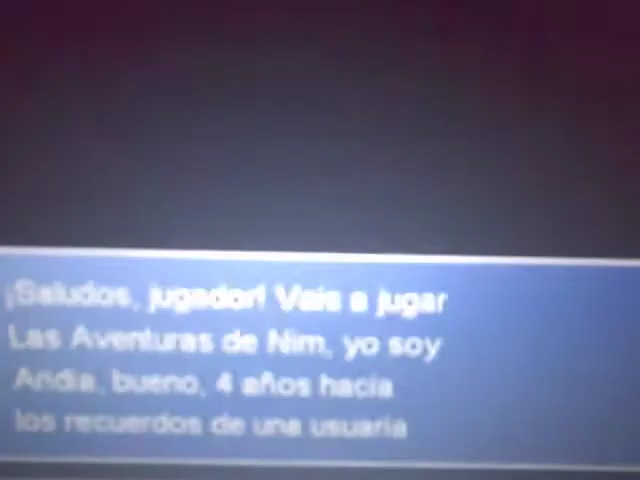 ¡Saludos, jugador! Vais a jugar
Las Aventuras de Nim, yo soy
Andia, bueno, 4 años hacia
los recuerdos de una usuaria